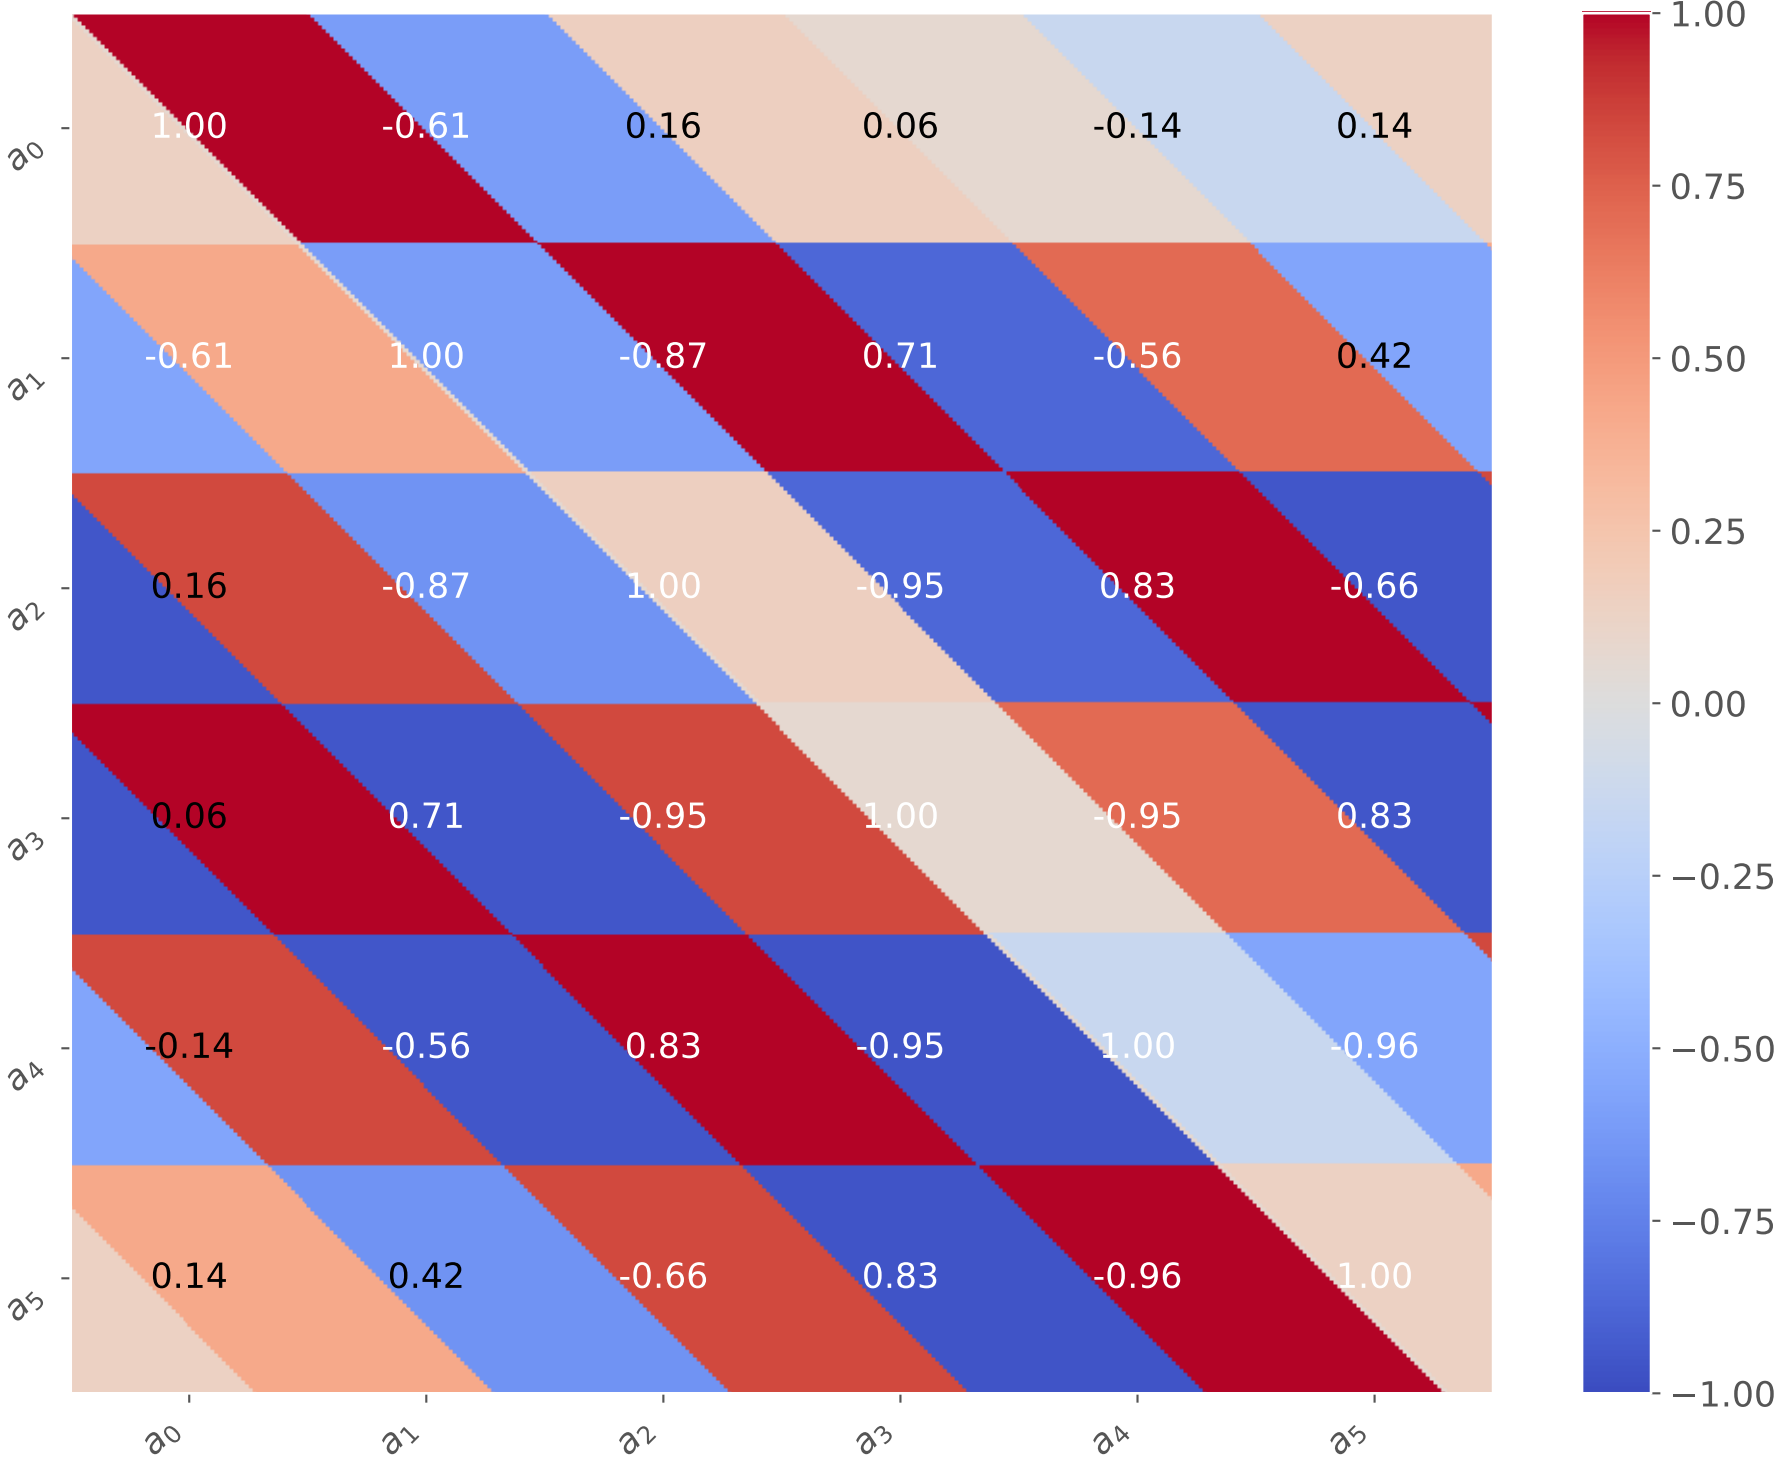 1.00
a₀ 1.00 -0.61 0.16 0.06 -0.14 0.14
0.75
a₁ -0.61 1.00 -0.87 0.71 -0.56 0.42
0.50
0.25
a₂ 0.16 -0.87 1.00 -0.95 0.83 -0.66
0.00
a₃ 0.06 0.71 -0.95 1.00 -0.95 0.83
−0.25
a₄ -0.14 -0.56 0.83 -0.95 1.00 -0.96
−0.50
−0.75
a₅ 0.14 0.42 -0.66 0.83 -0.96 1.00
−1.00
a₀ a₁ a₂ a₃ a₄ a₅